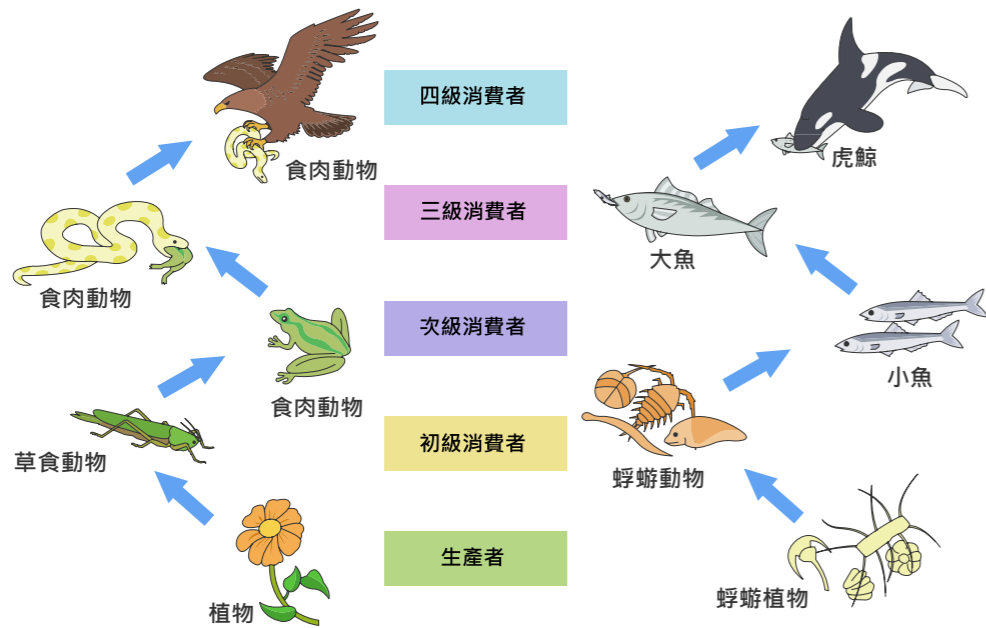 四級消費者
食肉動物
虎鯨
三級消費者
大魚
食肉動物
次級消費者
小魚
食肉動物
初級消費者
草食動物
蜉蝣動物
生產者
植物
蜉蝣植物